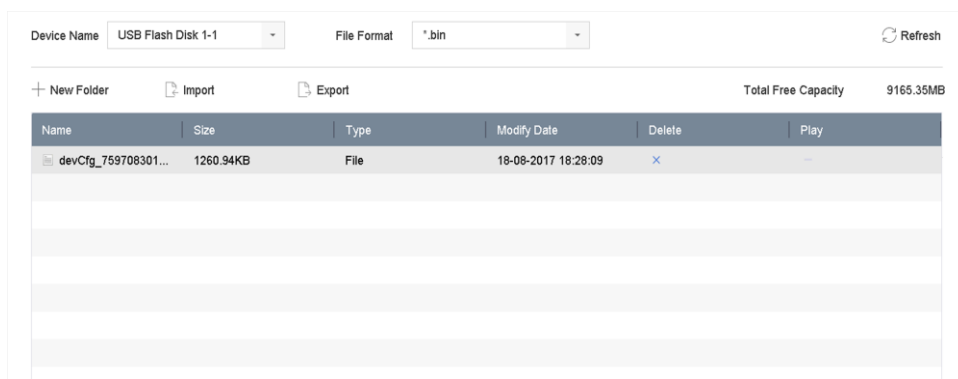 Device Name USB Flash Disk 1-1 File Format *.bin Refresh
New Folder Import Export Total Free Capacity 9165.35MB
Name Size Type Modify Date Delete Play
devCfg_759708301... 1260.94KB File 18-08-2017 18:28:09